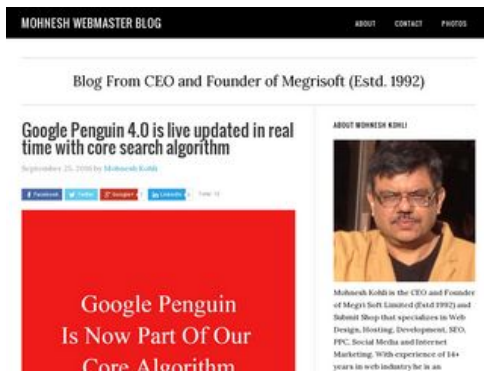 MOHNESH WEBMASTER BLOG
ABOUT CONTACT PHOTOS
Blog From CEO and Founder of Megrisoft (Estd. 1992)
Google Penguin 4.0 is live updated in real
time with core search algorithm
September 25, 2016 by Mohnesh Kohli
Facebook Twitter Google+ LinkedIn
Google Penguin
Is Now Part Of Our
Core Algorithm
ABOUT MOHNESH KOHLI
Mohnesh Kohli is the CEO and Founder
of Megri Soft Limited (Estd 1992) and
Submit Shop that specializes in Web
Design, Hosting, Development, SEO,
PPC, Social Media and Internet
Marketing. With experience of 14+
years in web industry he is an